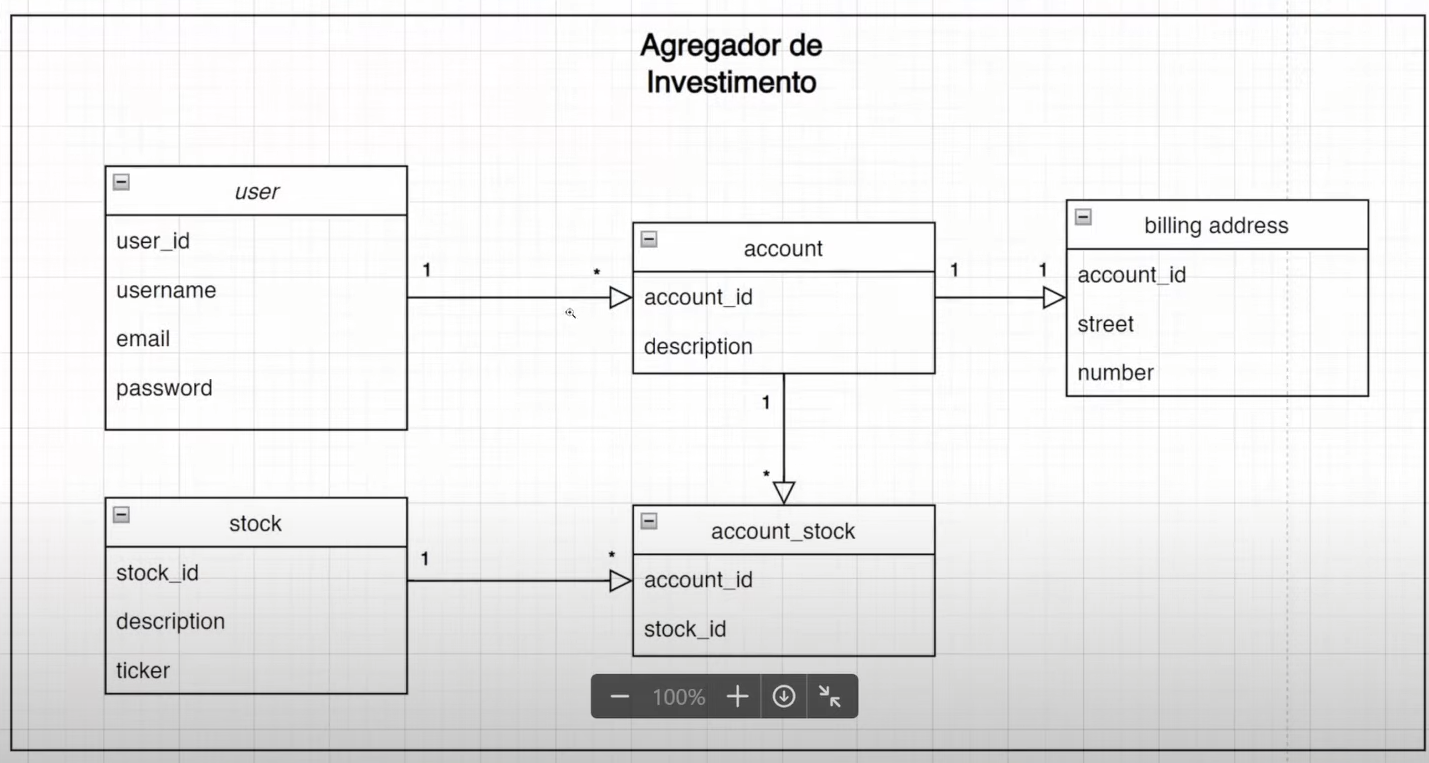 Agregador de
Investimento
user
user_id
username
email
password
1
*
account
account_id
description
1
1
billing address
account_id
street
number
1
*
stock
stock_id
description
ticker
1
*
account_stock
account_id
stock_id
100%